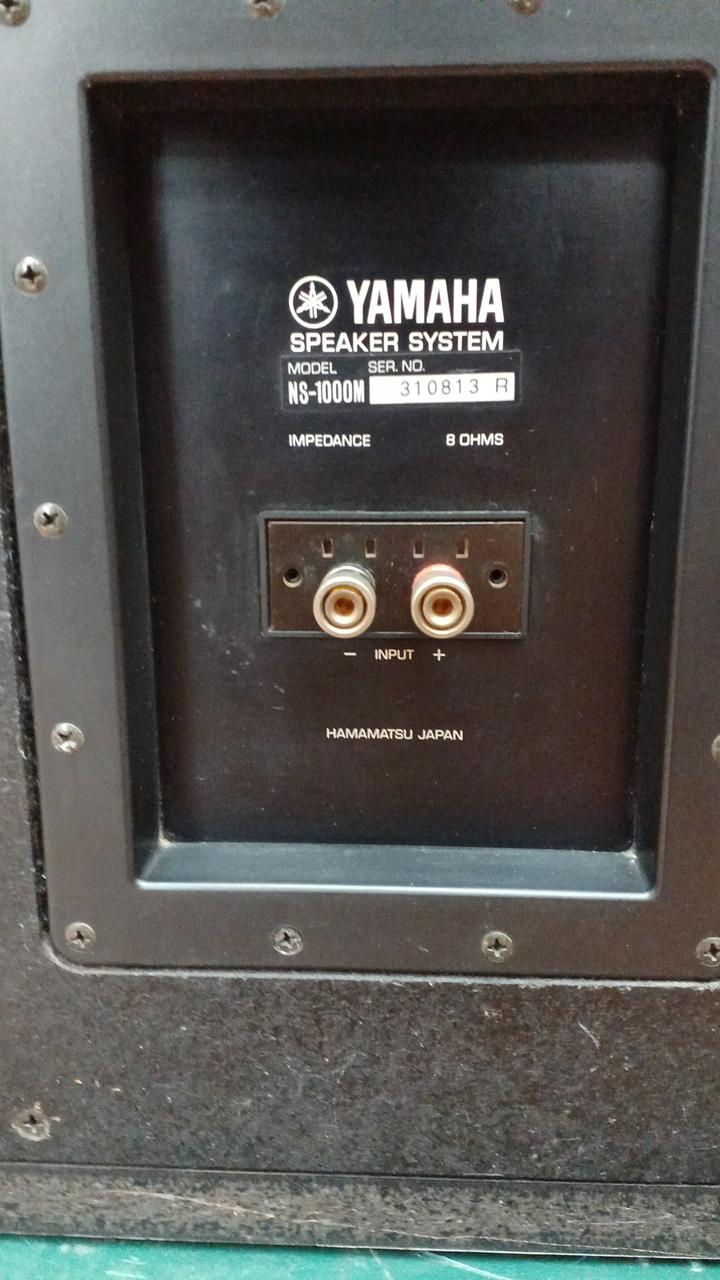 YAMAHA
SPEAKER SYSTEM
MODEL SER. NO.
NS-1000M 310813 R
IMPEDANCE 8 OHMS
− INPUT +
HAMAMATSU JAPAN